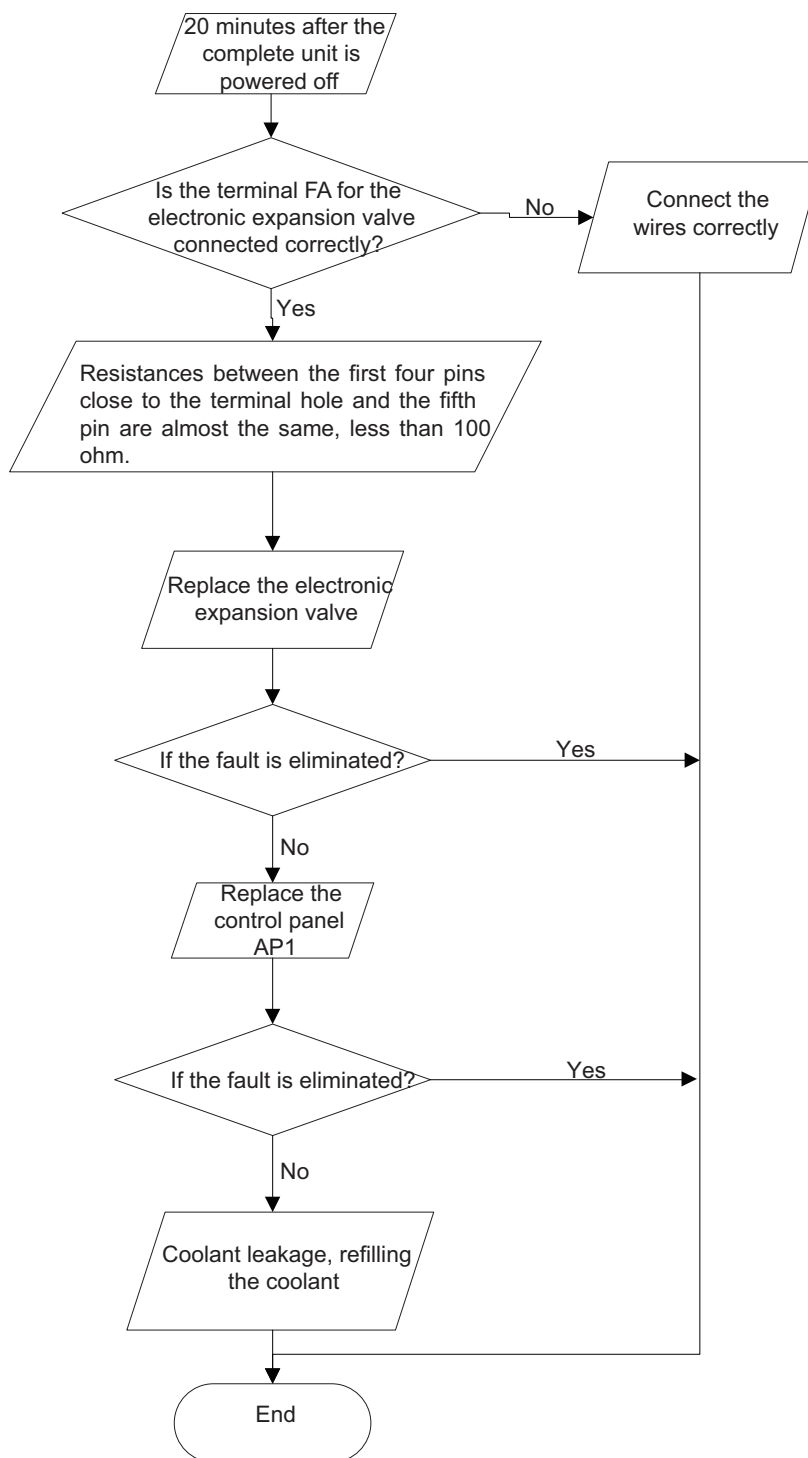 20 minutes after the
complete unit is
powered off
Is the terminal FA for the
electronic expansion valve
connected correctly?
No
Connect the
wires correctly
Yes
Resistances between the first four pins
close to the terminal hole and the fifth
pin are almost the same, less than 100
ohm.
Replace the electronic
expansion valve
If the fault is eliminated?
Yes
No
Replace the
control panel
AP1
If the fault is eliminated?
Yes
No
Coolant leakage, refilling
the coolant
End